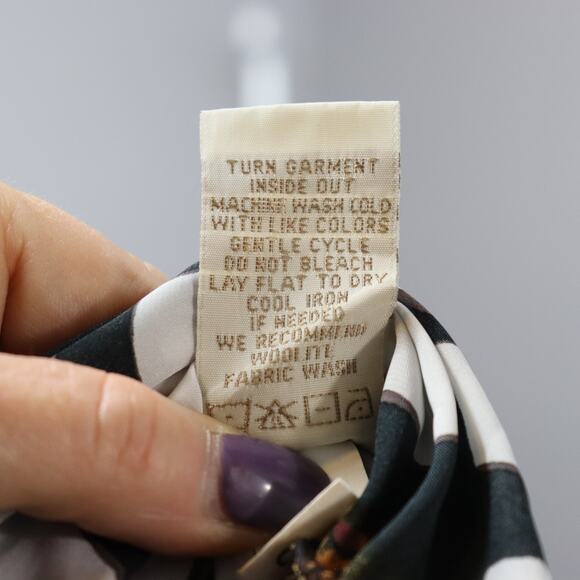 TURN GARMENT
INSIDE OUT
MACHINE WASH COLD
WITH LIKE COLORS
GENTLE CYCLE
DO NOT BLEACH
LAY FLAT TO DRY
COOL IRON
IF NEEDED
WE RECOMMEND
WOOLITE
FABRIC WASH